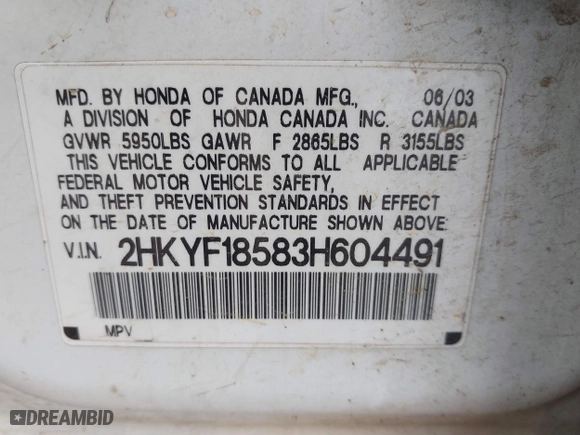 MFD. BY HONDA OF CANADA MFG., 06/03
A DIVISION OF HONDA CANADA INC. CANADA
GVWR 5950LBS GAWR F 2865LBS R 3155LBS
THIS VEHICLE CONFORMS TO ALL APPLICABLE
FEDERAL MOTOR VEHICLE SAFETY,
AND THEFT PREVENTION STANDARDS IN EFFECT
ON THE DATE OF MANUFACTURE SHOWN ABOVE.
V.I.N. 2HKYF18583H604491
MPV
DREAMBID